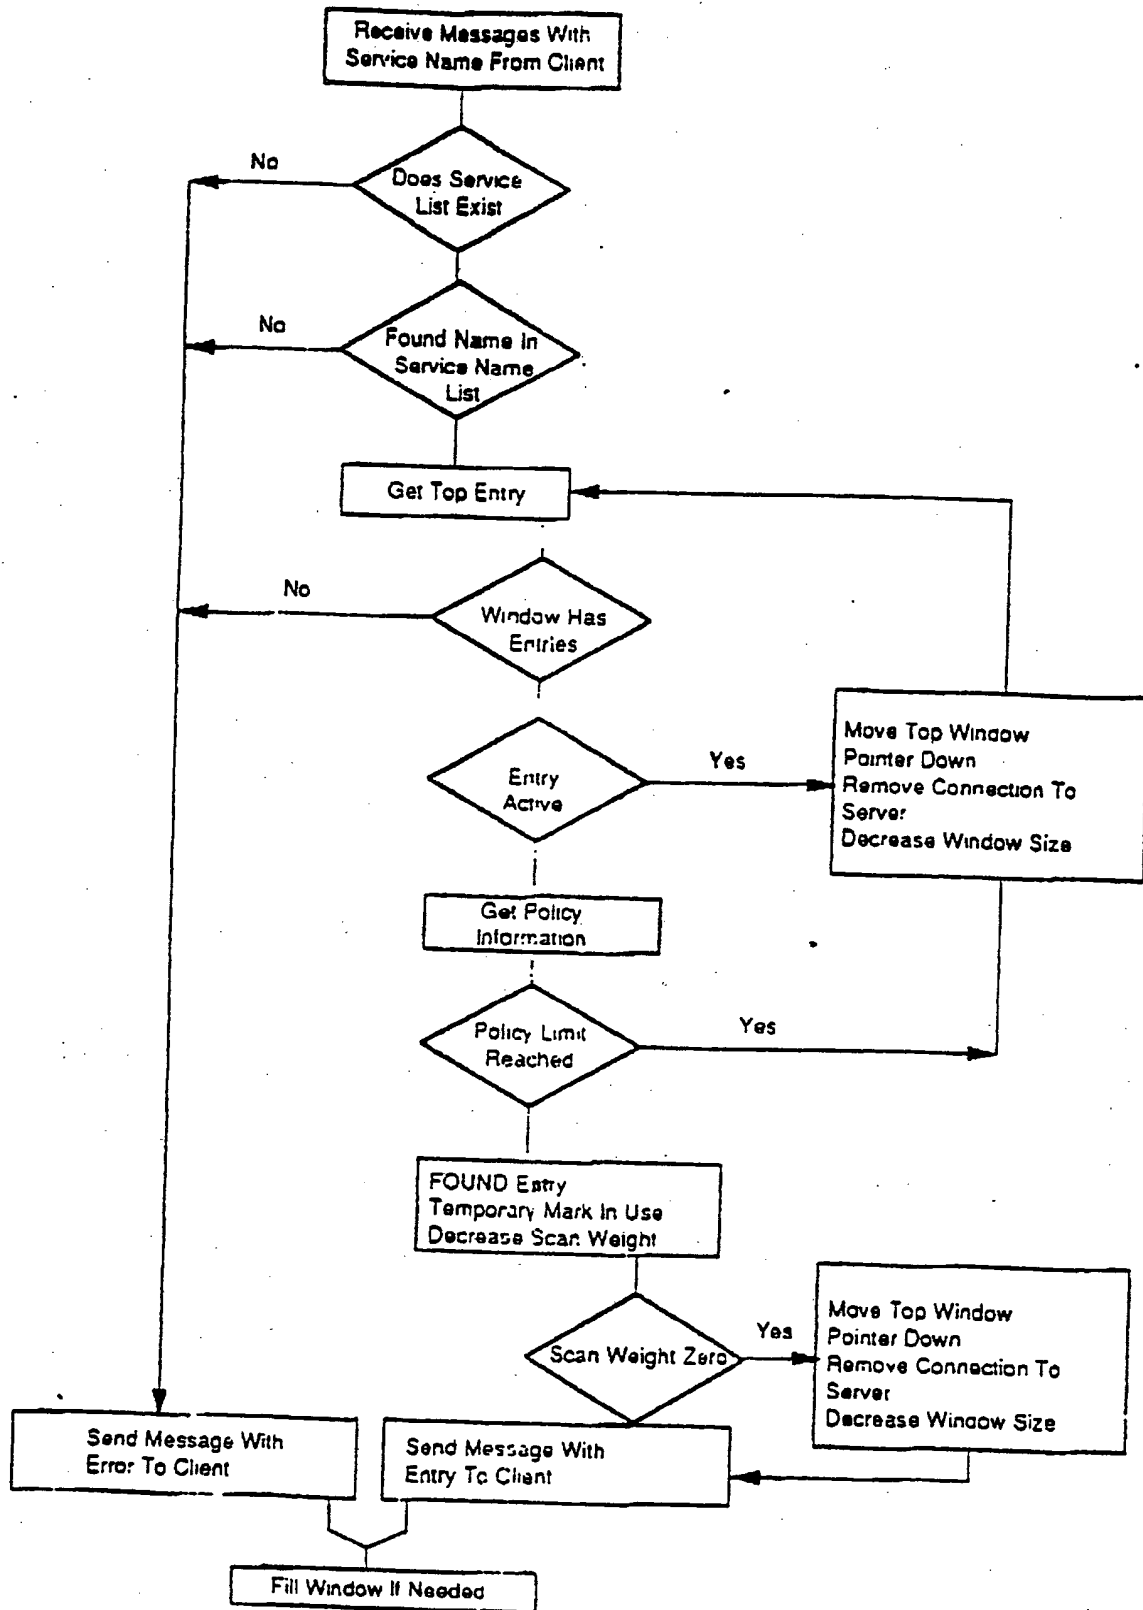 Receive Messages With
Service Name From Client
No
Does Service
List Exist
No
Found Name In
Service Name
List
Get Top Entry
No
Window Has
Entries
Entry
Active
Yes
Move Top Window
Pointer Down
Remove Connection To
Server
Decrease Window Size
Get Policy
Information
Policy Limit
Reached
Yes
FOUND Entry
Temporary Mark In Use
Decrease Scan Weight
Scan Weight Zero
Yes
Move Top Window
Pointer Down
Remove Connection To
Server
Decrease Window Size
Send Message With
Error To Client
Send Message With
Entry To Client
Fill Window If Needed